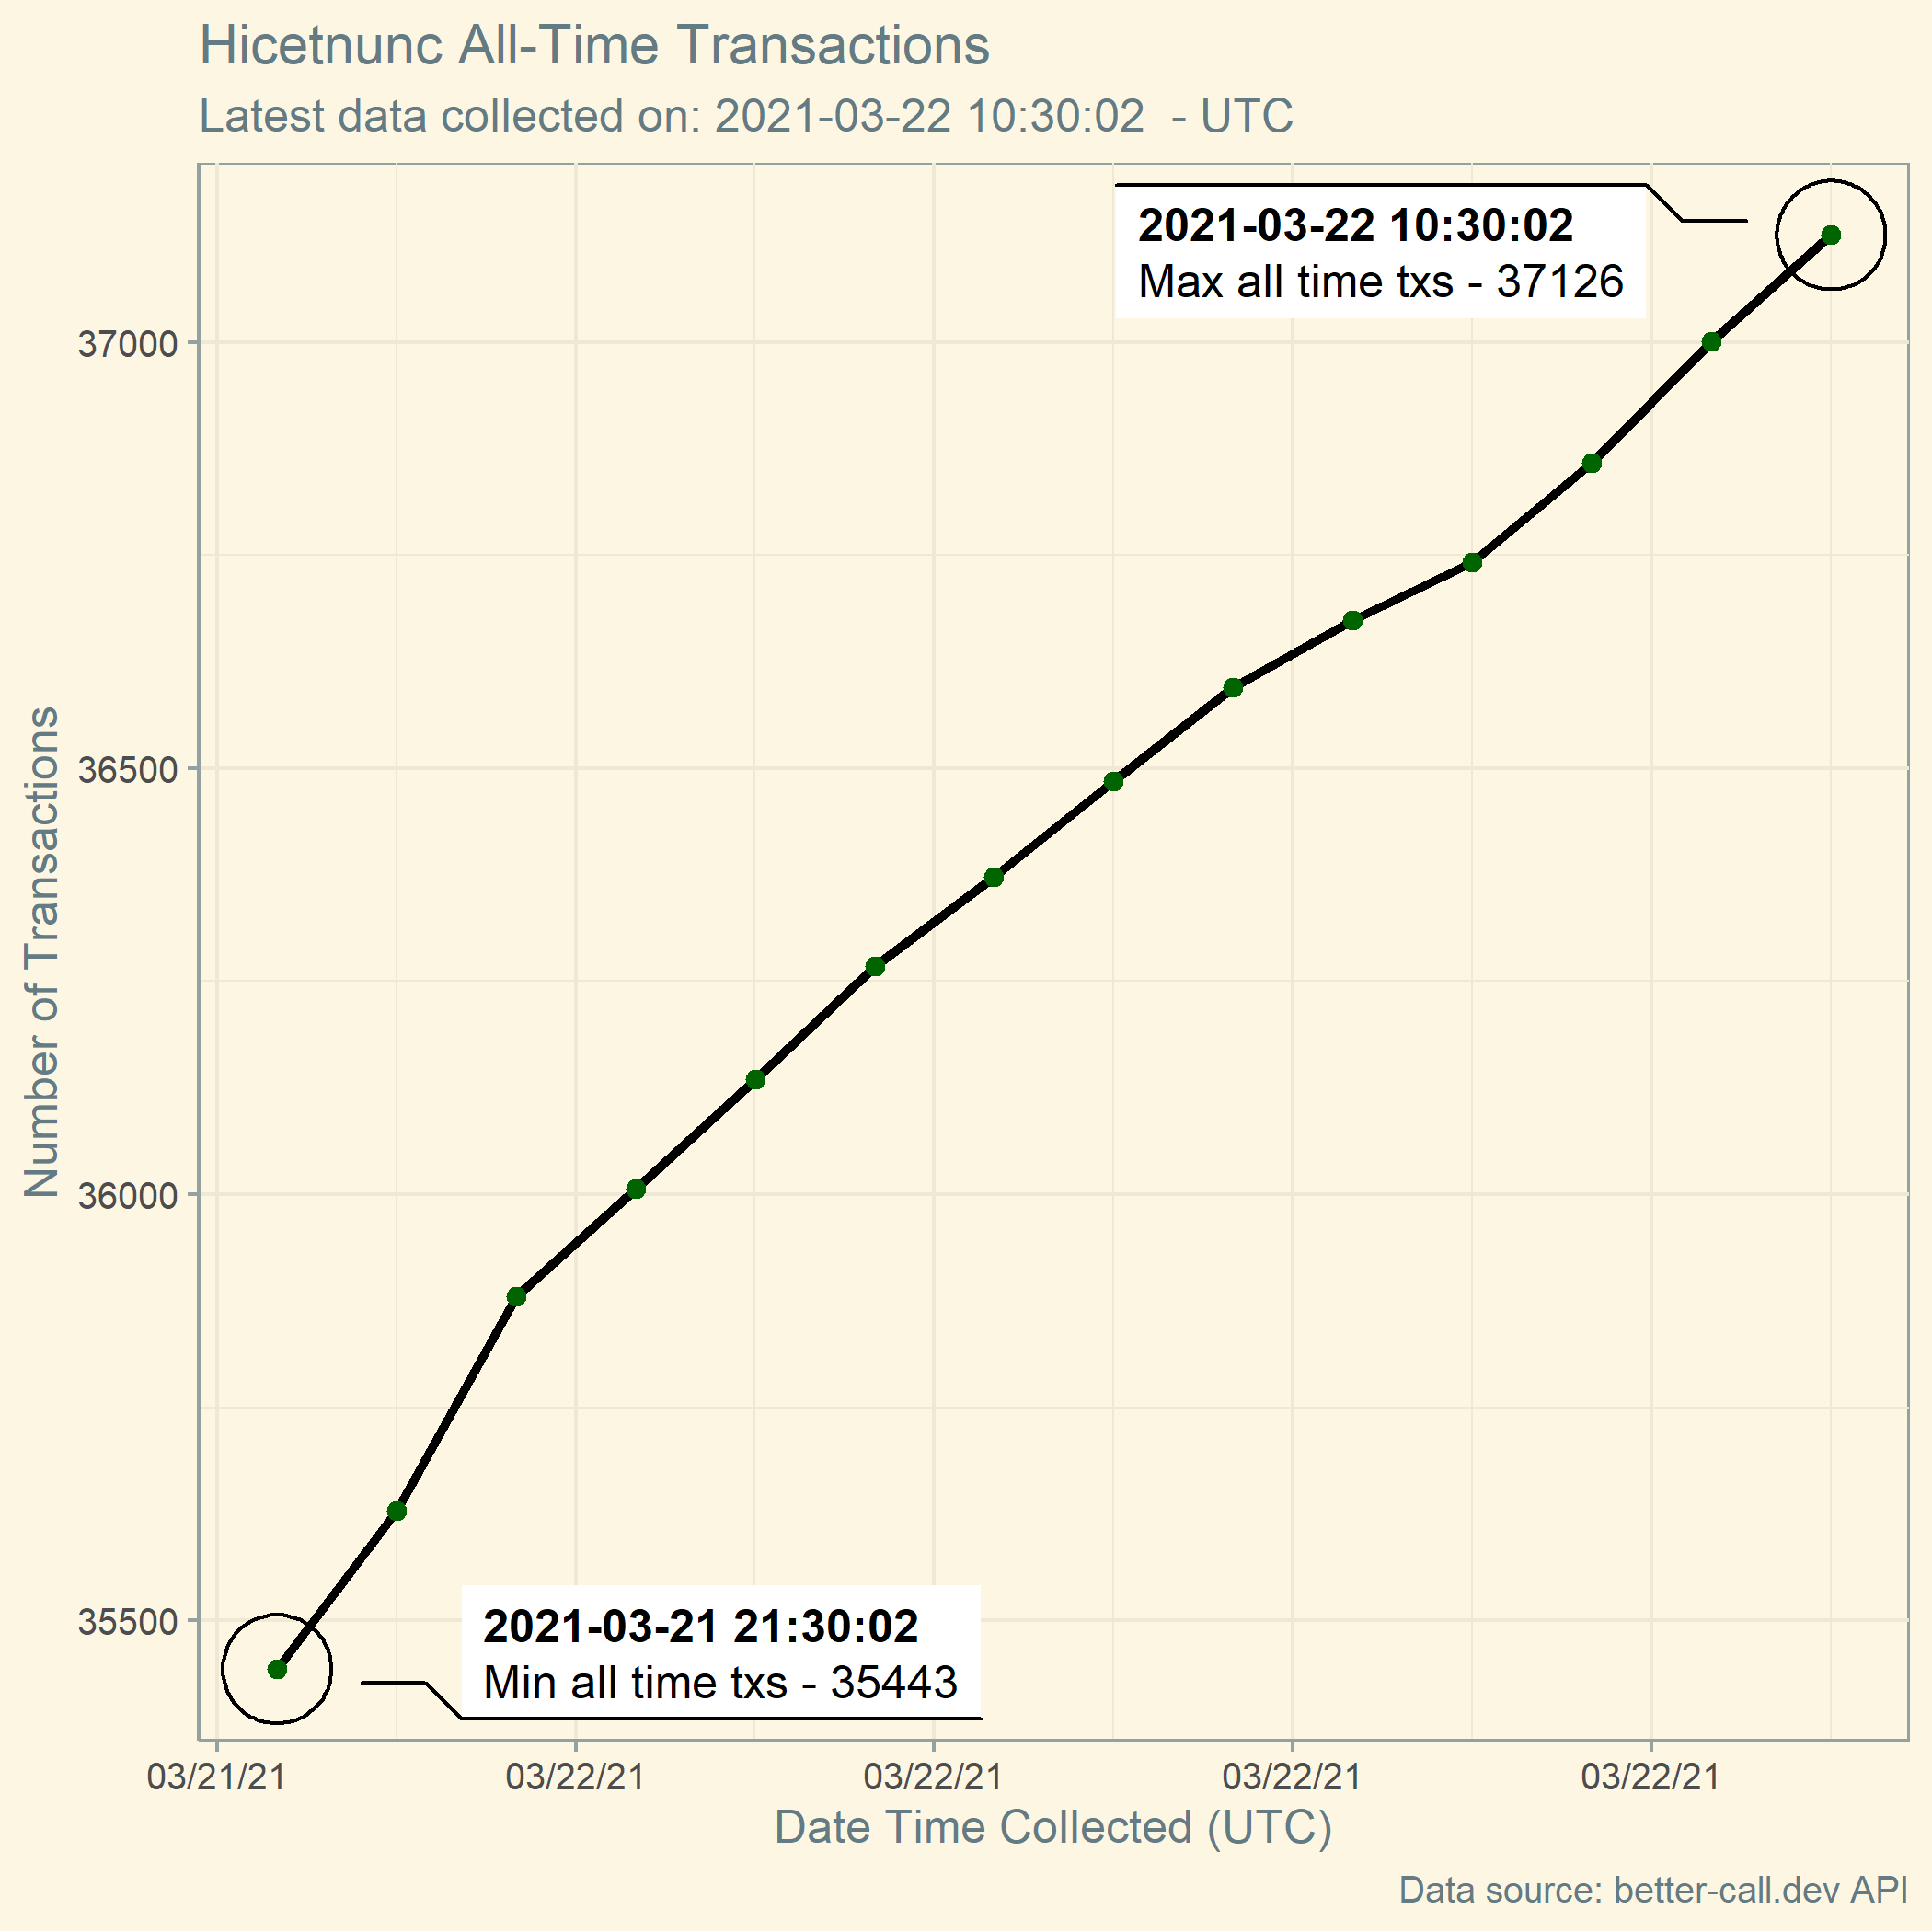 Hicetnunc All-Time Transactions
Latest data collected on: 2021-03-22 10:30:02 - UTC
2021-03-22 10:30:02
Max all time txs - 37126
37000
36500
36000
35500
Number of Transactions
2021-03-21 21:30:02
Min all time txs - 35443
03/21/21 03/22/21 03/22/21 03/22/21 03/22/21
Date Time Collected (UTC)
Data source: better-call.dev API